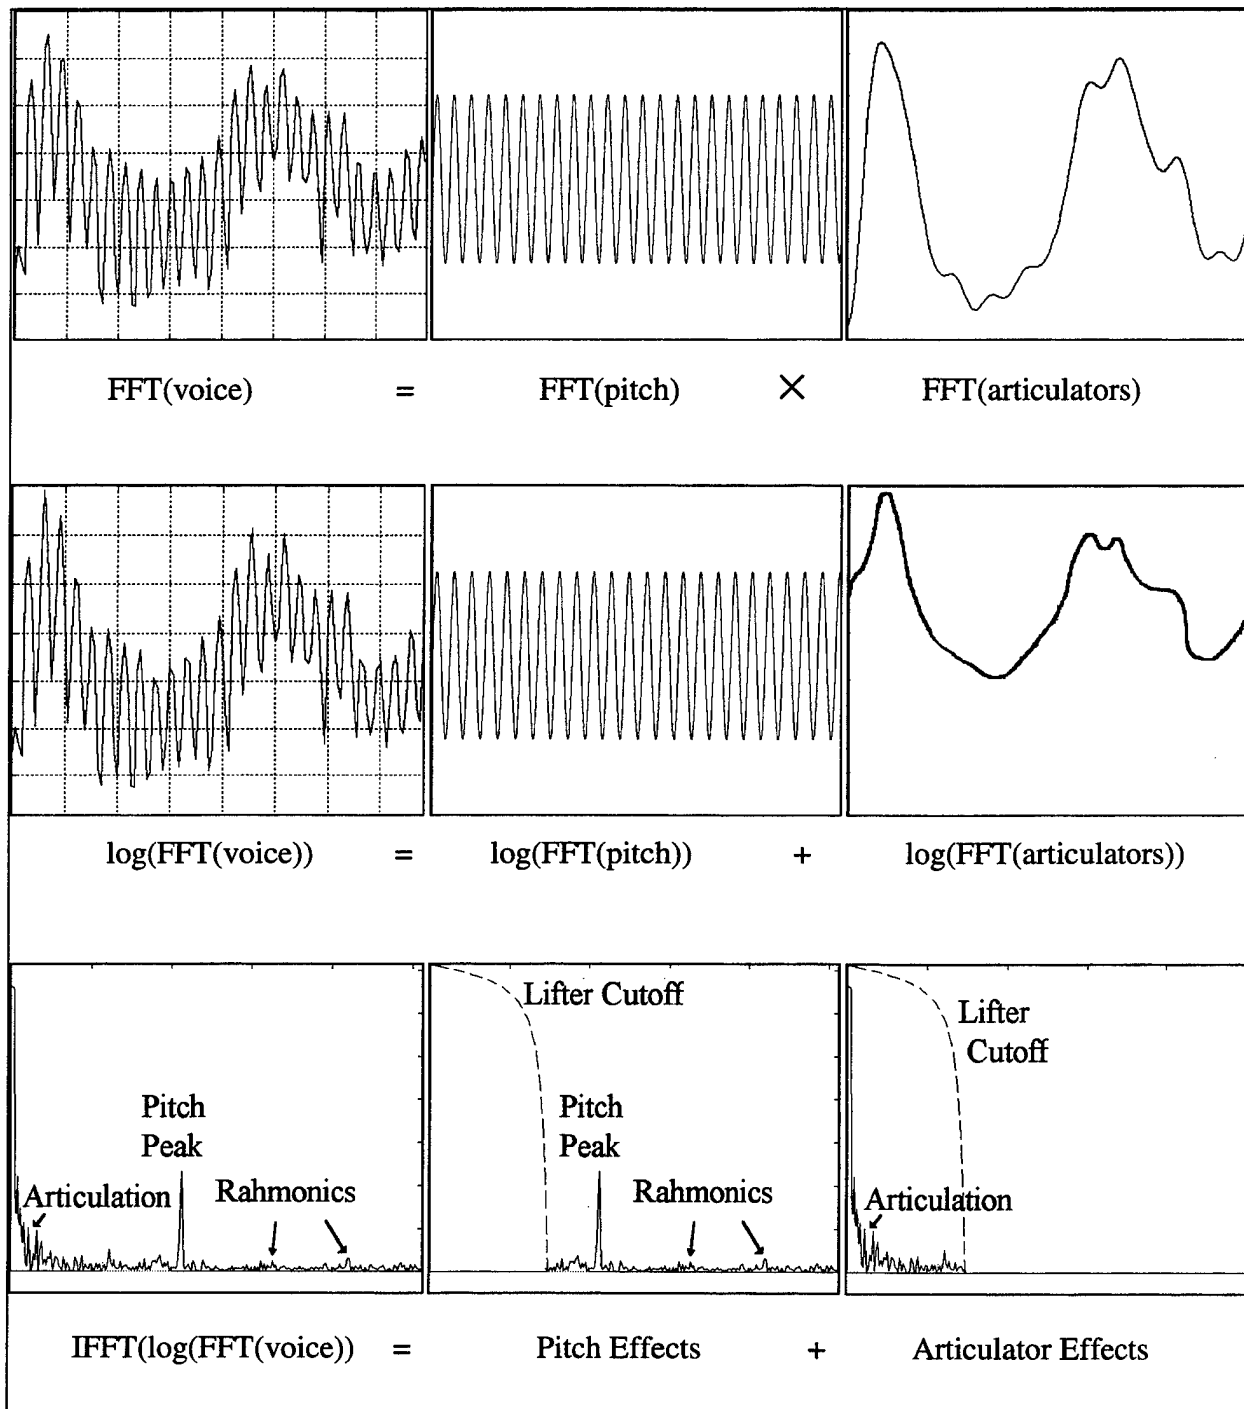 FFT(voice) = FFT(pitch) × FFT(articulators)
log(FFT(voice)) = log(FFT(pitch)) + log(FFT(articulators))
Pitch
Peak
Articulation
Rahmonics
Lifter Cutoff
Pitch
Peak
Rahmonics
Lifter
Cutoff
Articulation
IFFT(log(FFT(voice)) = Pitch Effects + Articulator Effects